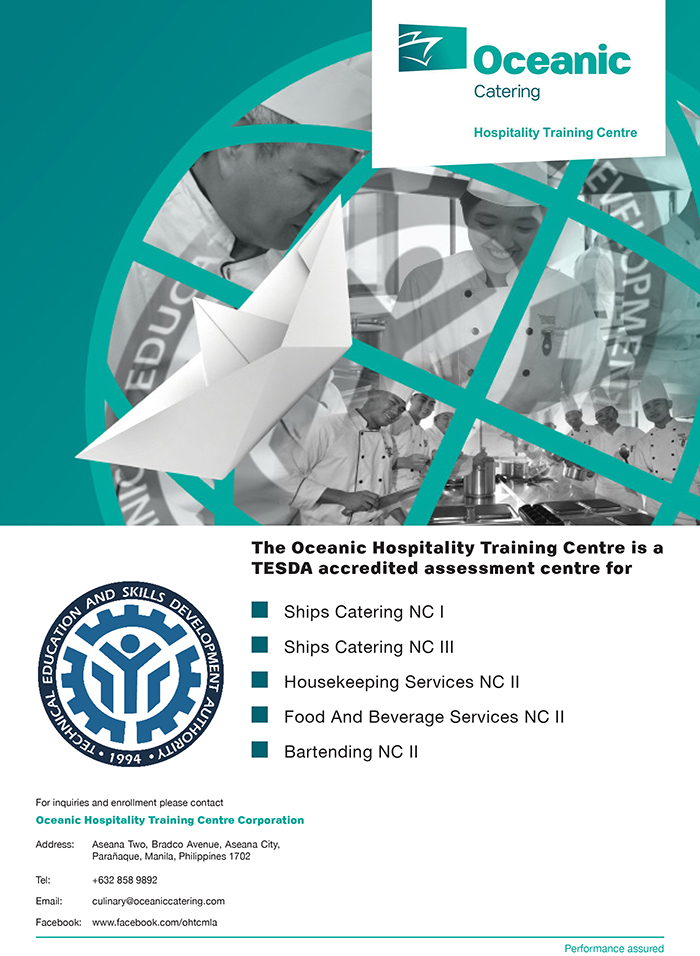 Oceanic
Catering
Hospitality Training Centre
EDUCA
NIC
EVELOPMENT
The Oceanic Hospitality Training Centre is a
TESDA accredited assessment centre for
TECHNICAL EDUCATION AND SKILLS DEVELOPMENT AUTHORITY
• 1994 •
Ships Catering NC I
Ships Catering NC III
Housekeeping Services NC II
Food And Beverage Services NC II
Bartending NC II
For inquiries and enrollment please contact
Oceanic Hospitality Training Centre Corporation
Address: Aseana Two, Bradco Avenue, Aseana City,
Parañaque, Manila, Philippines 1702
Tel: +632 858 9892
Email: culinary@oceaniccatering.com
Facebook: www.facebook.com/ohtcmla
Performance assured